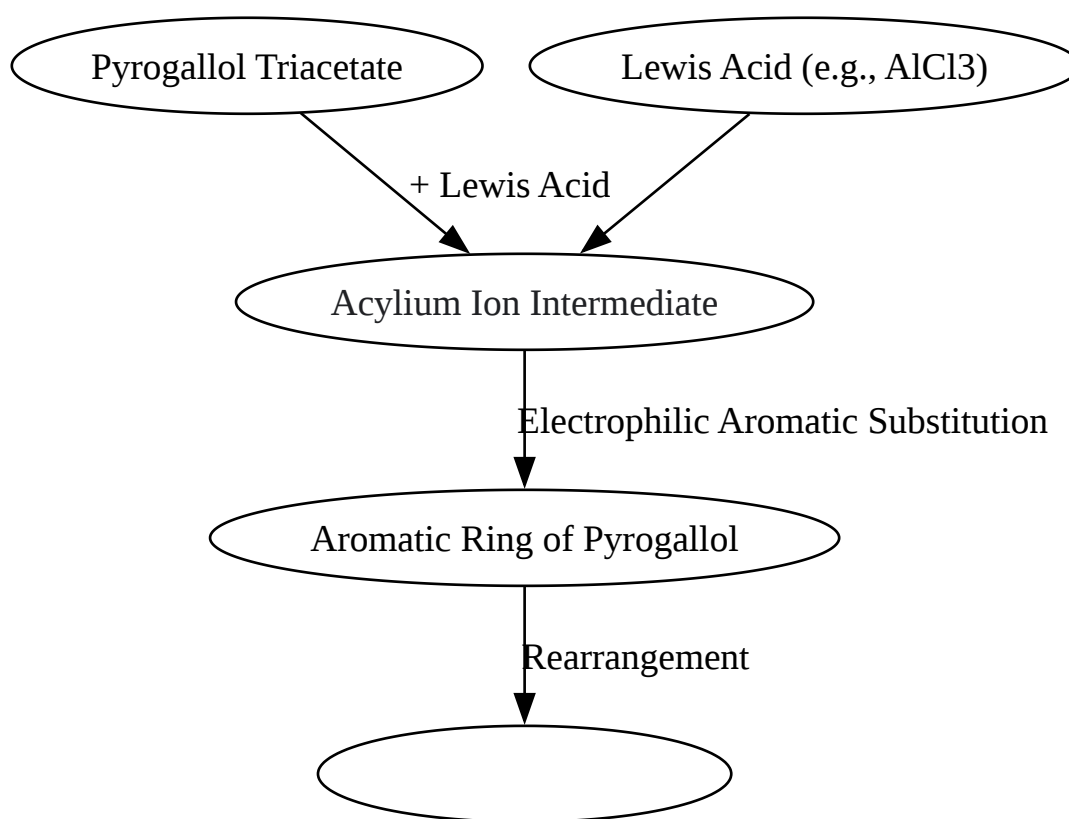 Pyrogallol Triacetate
Lewis Acid (e.g., AlCl3)
+ Lewis Acid
Acylium Ion Intermediate
Electrophilic Aromatic Substitution
Aromatic Ring of Pyrogallol
Rearrangement